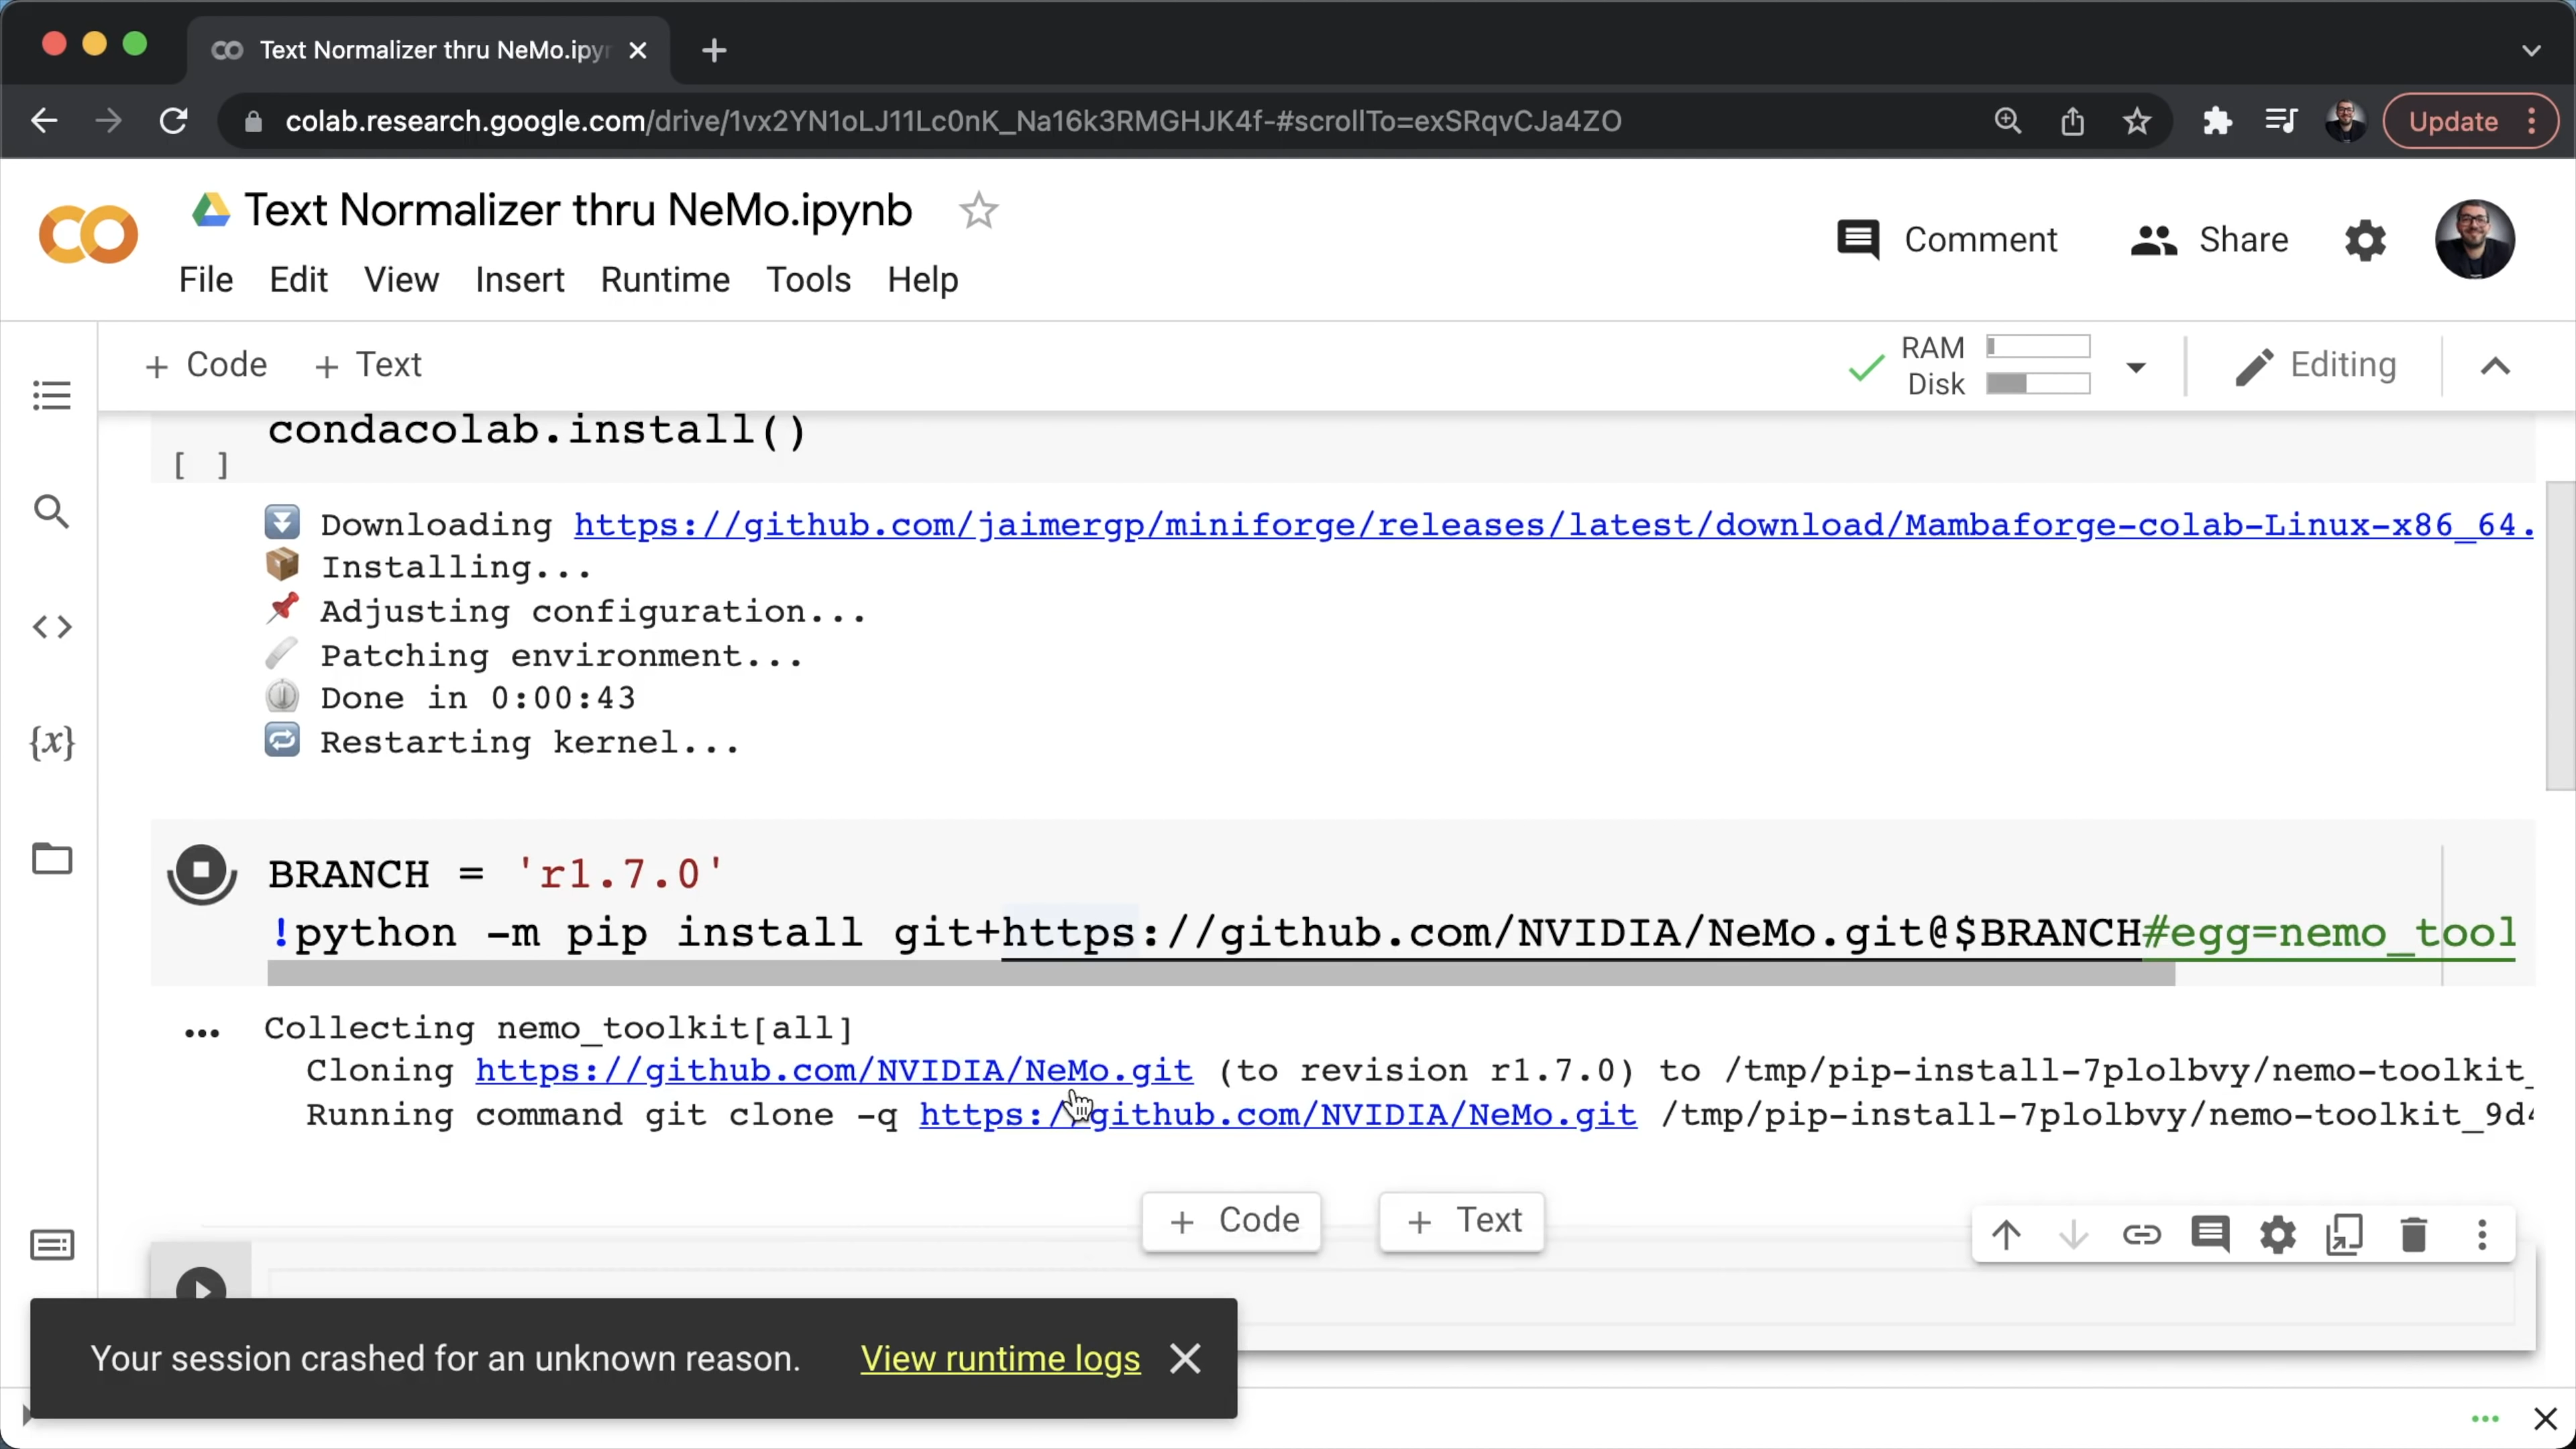 Text Normalizer thru NeMo.ipyn
colab.research.google.com/drive/1vx2YN1oLJ11Lc0nK_Na16k3RMGHJK4f-#scrollTo=exSRqvCJa4ZO
Update
Text Normalizer thru NeMo.ipynb
Comment
Share
File Edit View Insert Runtime Tools Help
+ Code + Text
RAM
Disk
Editing
condacolab.install()
[ ]
Downloading https://github.com/jaimergp/miniforge/releases/latest/download/Mambaforge-colab-Linux-x86_64.
Installing...
Adjusting configuration...
Patching environment...
Done in 0:00:43
Restarting kernel...
{x}
BRANCH = 'r1.7.0'
!python -m pip install git+https://github.com/NVIDIA/NeMo.git@$BRANCH#egg=nemo_tool
Collecting nemo_toolkit[all]
Cloning https://github.com/NVIDIA/NeMo.git (to revision r1.7.0) to /tmp/pip-install-7plolbvy/nemo-toolkit_
Running command git clone -q https://github.com/NVIDIA/NeMo.git /tmp/pip-install-7plolbvy/nemo-toolkit_9d4
+ Code + Text
Your session crashed for an unknown reason. View runtime logs